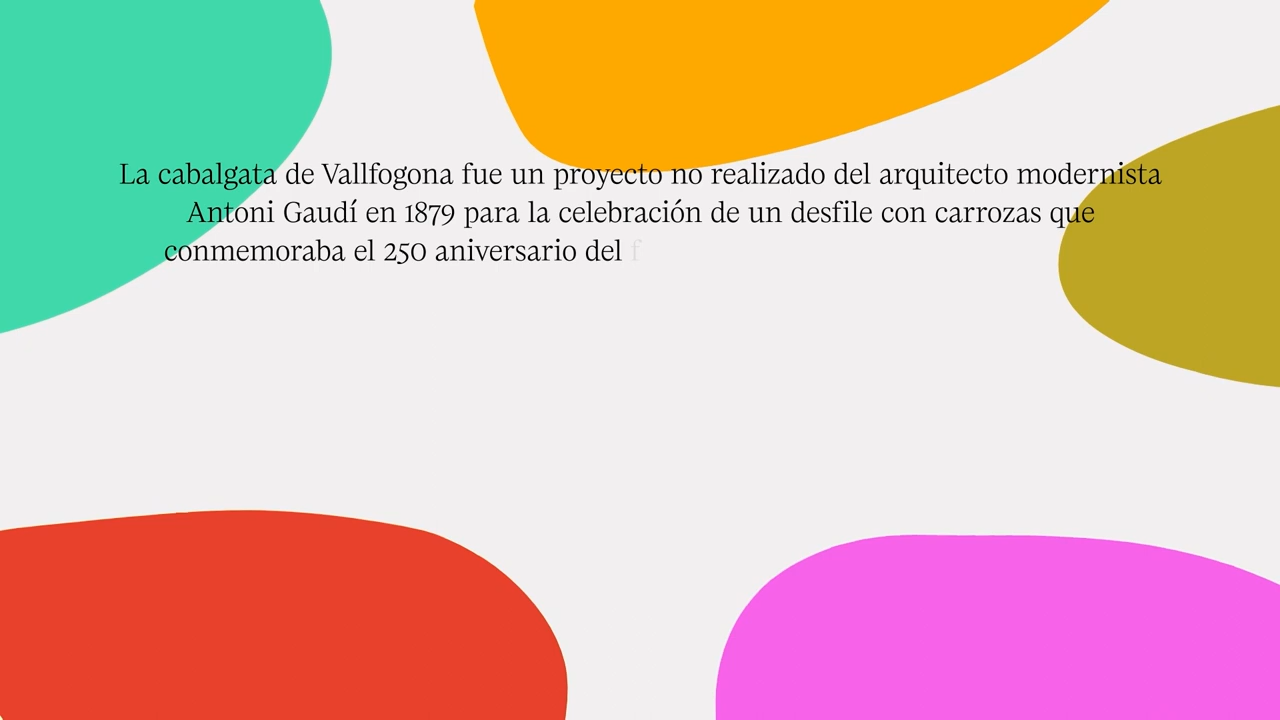 La cabalgata de Vallfogona fue un proyecto no realizado del arquitecto modernista
Antoni Gaudí en 1879 para la celebración de un desfile con carrozas que
conmemoraba el 250 aniversario del f